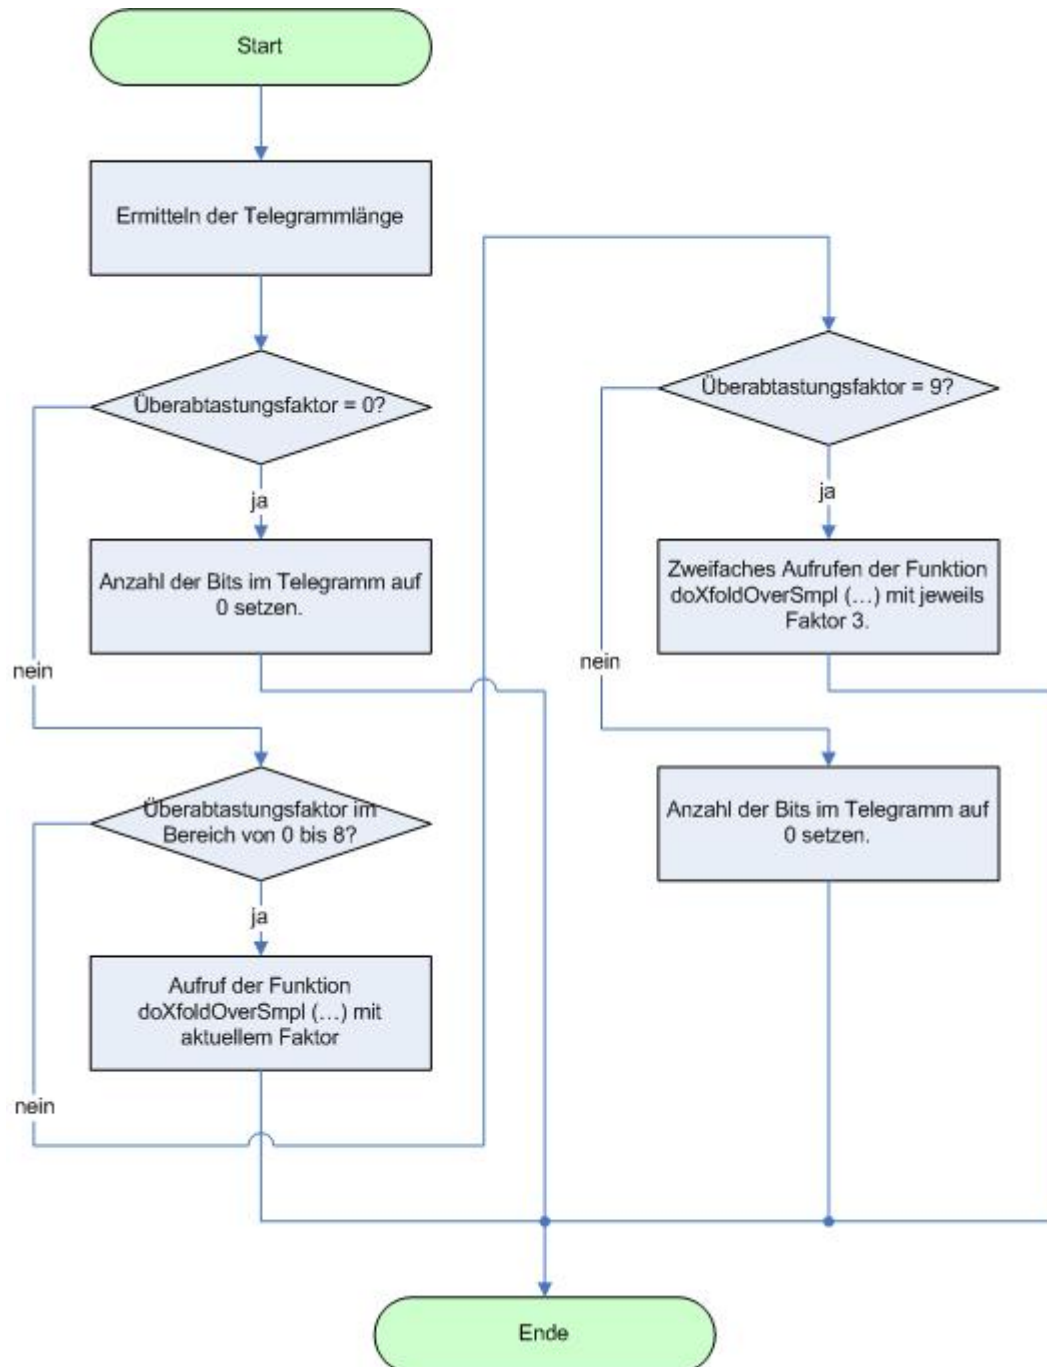 Start
Ermitteln der Telegrammlänge
Überabtastungsfaktor = 0?
ja
Anzahl der Bits im Telegramm auf
0 setzen.
nein
Überabtastungsfaktor im
Bereich von 0 bis 8?
ja
Aufruf der Funktion
doXfoldOverSmpl (…) mit
aktuellem Faktor
nein
Überabtastungsfaktor = 9?
ja
Zweifaches Aufrufen der Funktion
doXfoldOverSmpl (…) mit jeweils
Faktor 3.
nein
Anzahl der Bits im Telegramm auf
0 setzen.
Ende